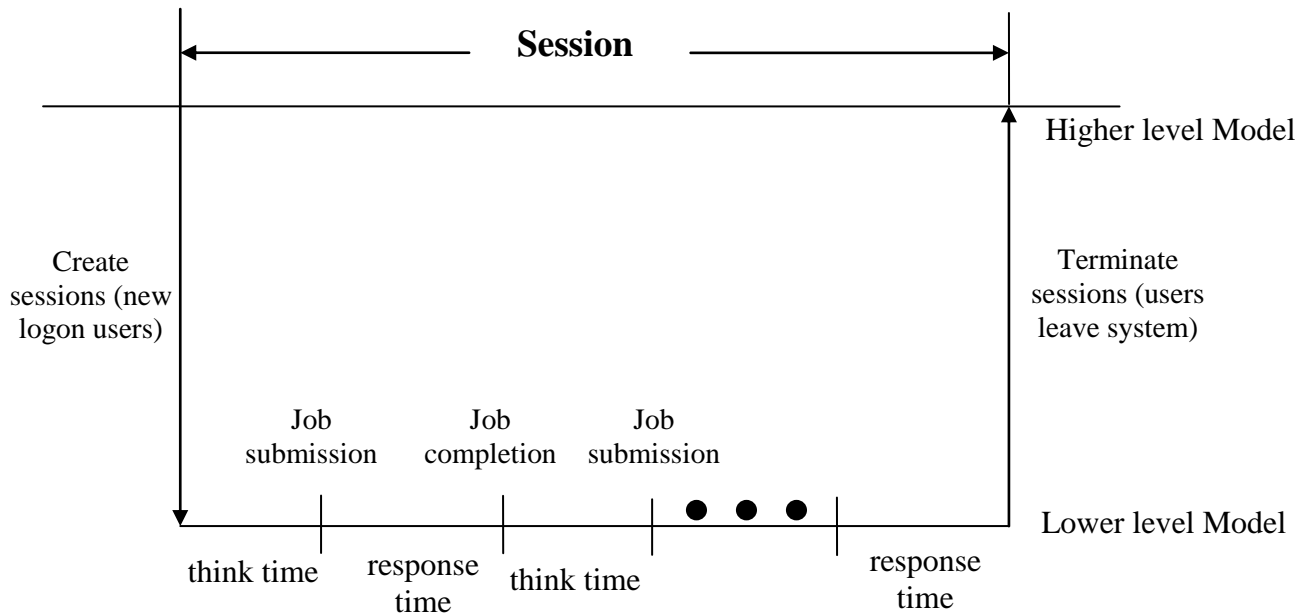 Session
Higher level Model
Create
sessions (new
logon users)
Terminate
sessions (users
leave system)
Job
submission
Job
completion
Job
submission
Lower level Model
think time
response
time
think time
response
time